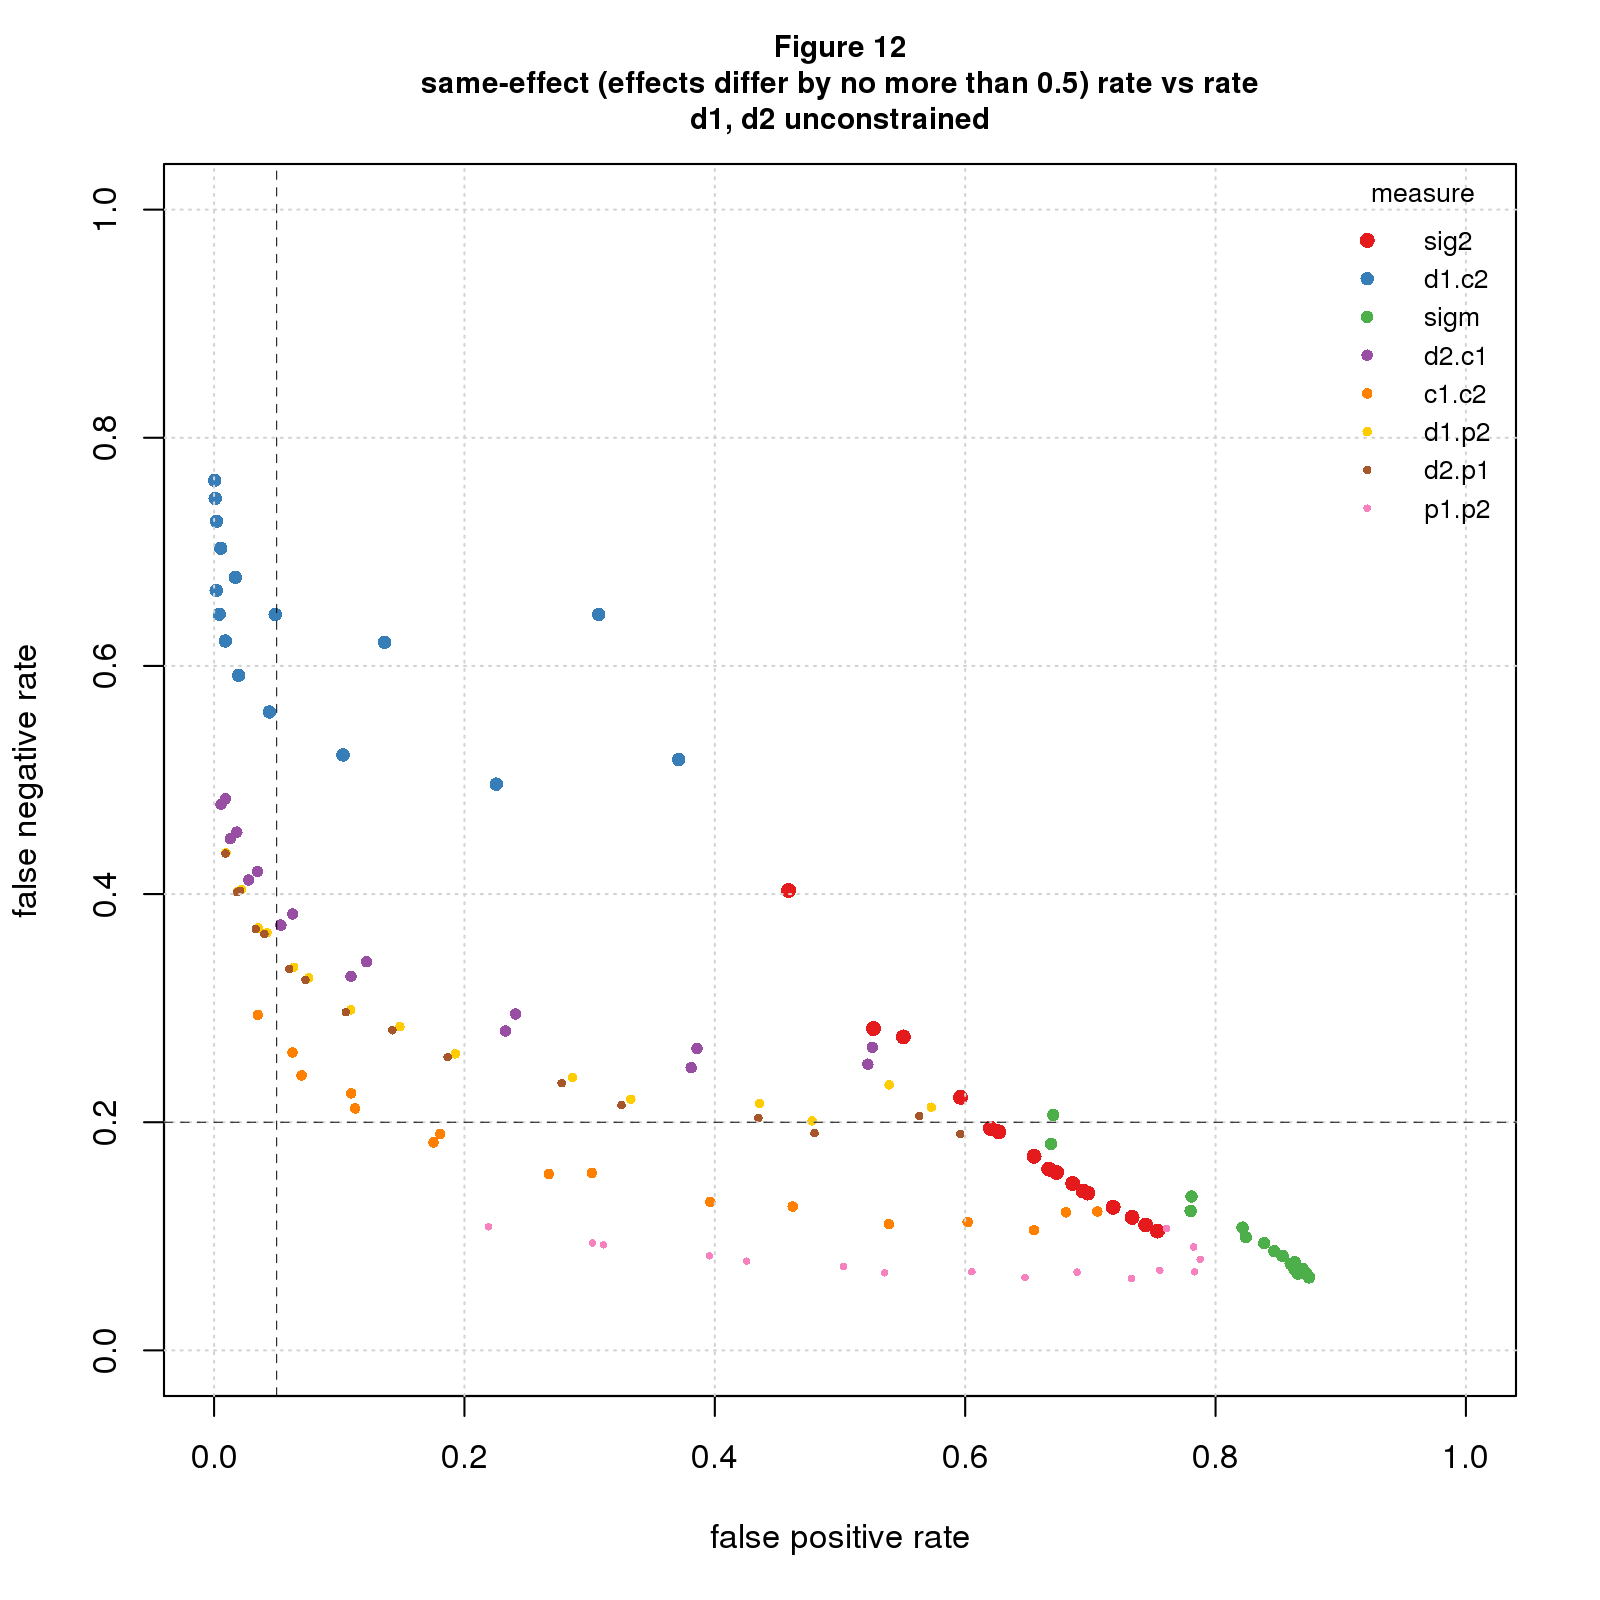 Figure 12
same-effect (effects differ by no more than 0.5) rate vs rate
d1, d2 unconstrained
measure
sig2
d1.c2
sigm
d2.c1
c1.c2
d1.p2
d2.p1
p1.p2
false negative rate
1.0
0.8
0.6
0.4
0.2
0.0
0.0 0.2 0.4 0.6 0.8 1.0
false positive rate